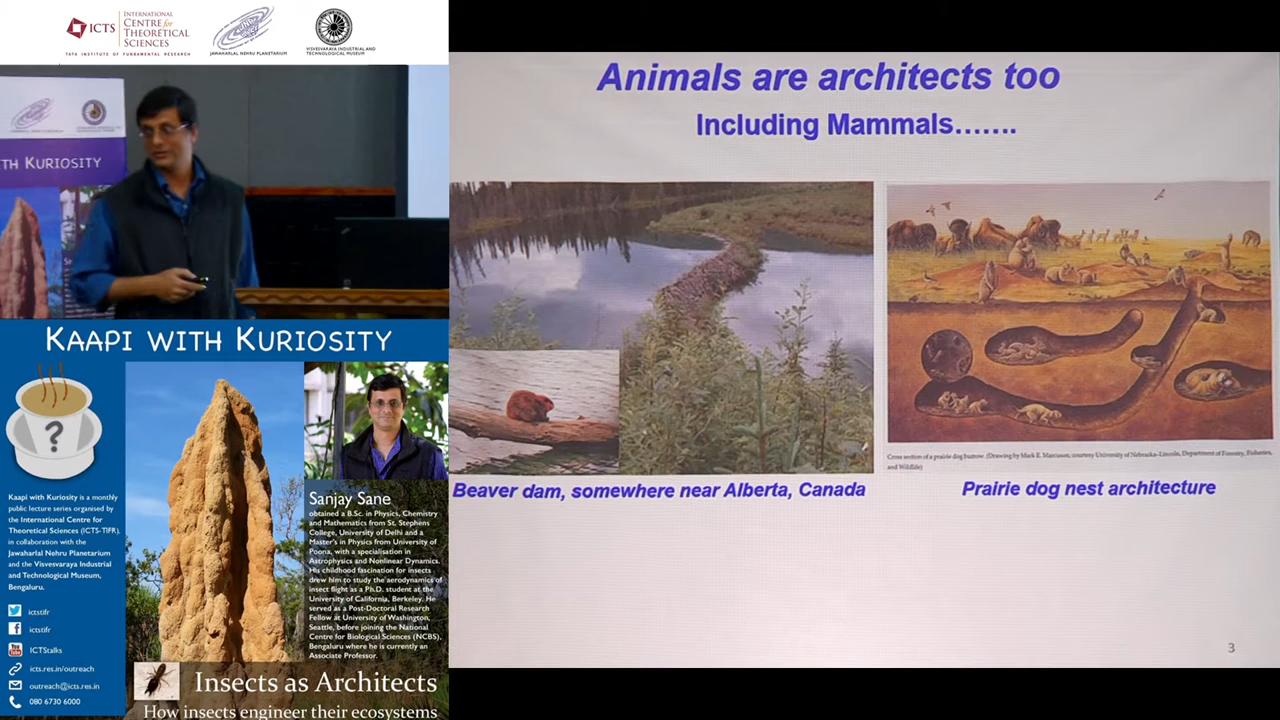 ICTS
INTERNATIONAL
CENTRE for
THEORETICAL
SCIENCES
TATA INSTITUTE OF FUNDAMENTAL RESEARCH
JAWAHARLAL NEHRU PLANETARIUM
VISVESVARAYA INDUSTRIAL AND
TECHNOLOGICAL MUSEUM
TH KURIOSITY
KAAPI WITH KURIOSITY
?
Kaapi with Kuriosity is a monthly
public lecture series organised by
the International Centre for
Theoretical Sciences (ICTS-TIFR),
in collaboration with the
Jawaharlal Nehru Planetarium
and the Visvesvaraya Industrial
and Technological Museum,
Bengaluru.
ictstifr
ictstifr
ICTStalks
icts.res.in/outreach
outreach@icts.res.in
080 6730 6000
Sanjay Sane
obtained a B.Sc. in Physics, Chemistry
and Mathematics from St. Stephens
College, University of Delhi and a
Master's in Physics from University of
Poona, with a specialisation in
Astrophysics and Nonlinear Dynamics.
His childhood fascination for insects
drew him to study the aerodynamics of
insect flight as a Ph.D. student at the
University of California, Berkeley. He
served as a Post-Doctoral Research
Fellow at University of Washington,
Seattle, before joining the National
Centre for Biological Sciences (NCBS),
Bengaluru where he is currently an
Associate Professor.
Insects as Architects
How insects engineer their ecosystems
Animals are architects too
Including Mammals…….
Cross section of a prairie dog burrow. (Drawing by Mark E. Marcuson, courtesy University of Nebraska-Lincoln, Department of Forestry, Fisheries,
and Wildlife)
Beaver dam, somewhere near Alberta, Canada
Prairie dog nest architecture
3